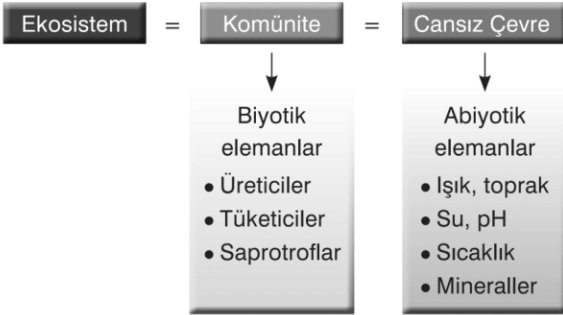 Ekosistem = Komünite = Cansız Çevre
Biyotik
elemanlar
• Üreticiler
• Tüketiciler
• Saprotroflar
Abiyotik
elemanlar
• Işık, toprak
• Su, pH
• Sıcaklık
• Mineraller